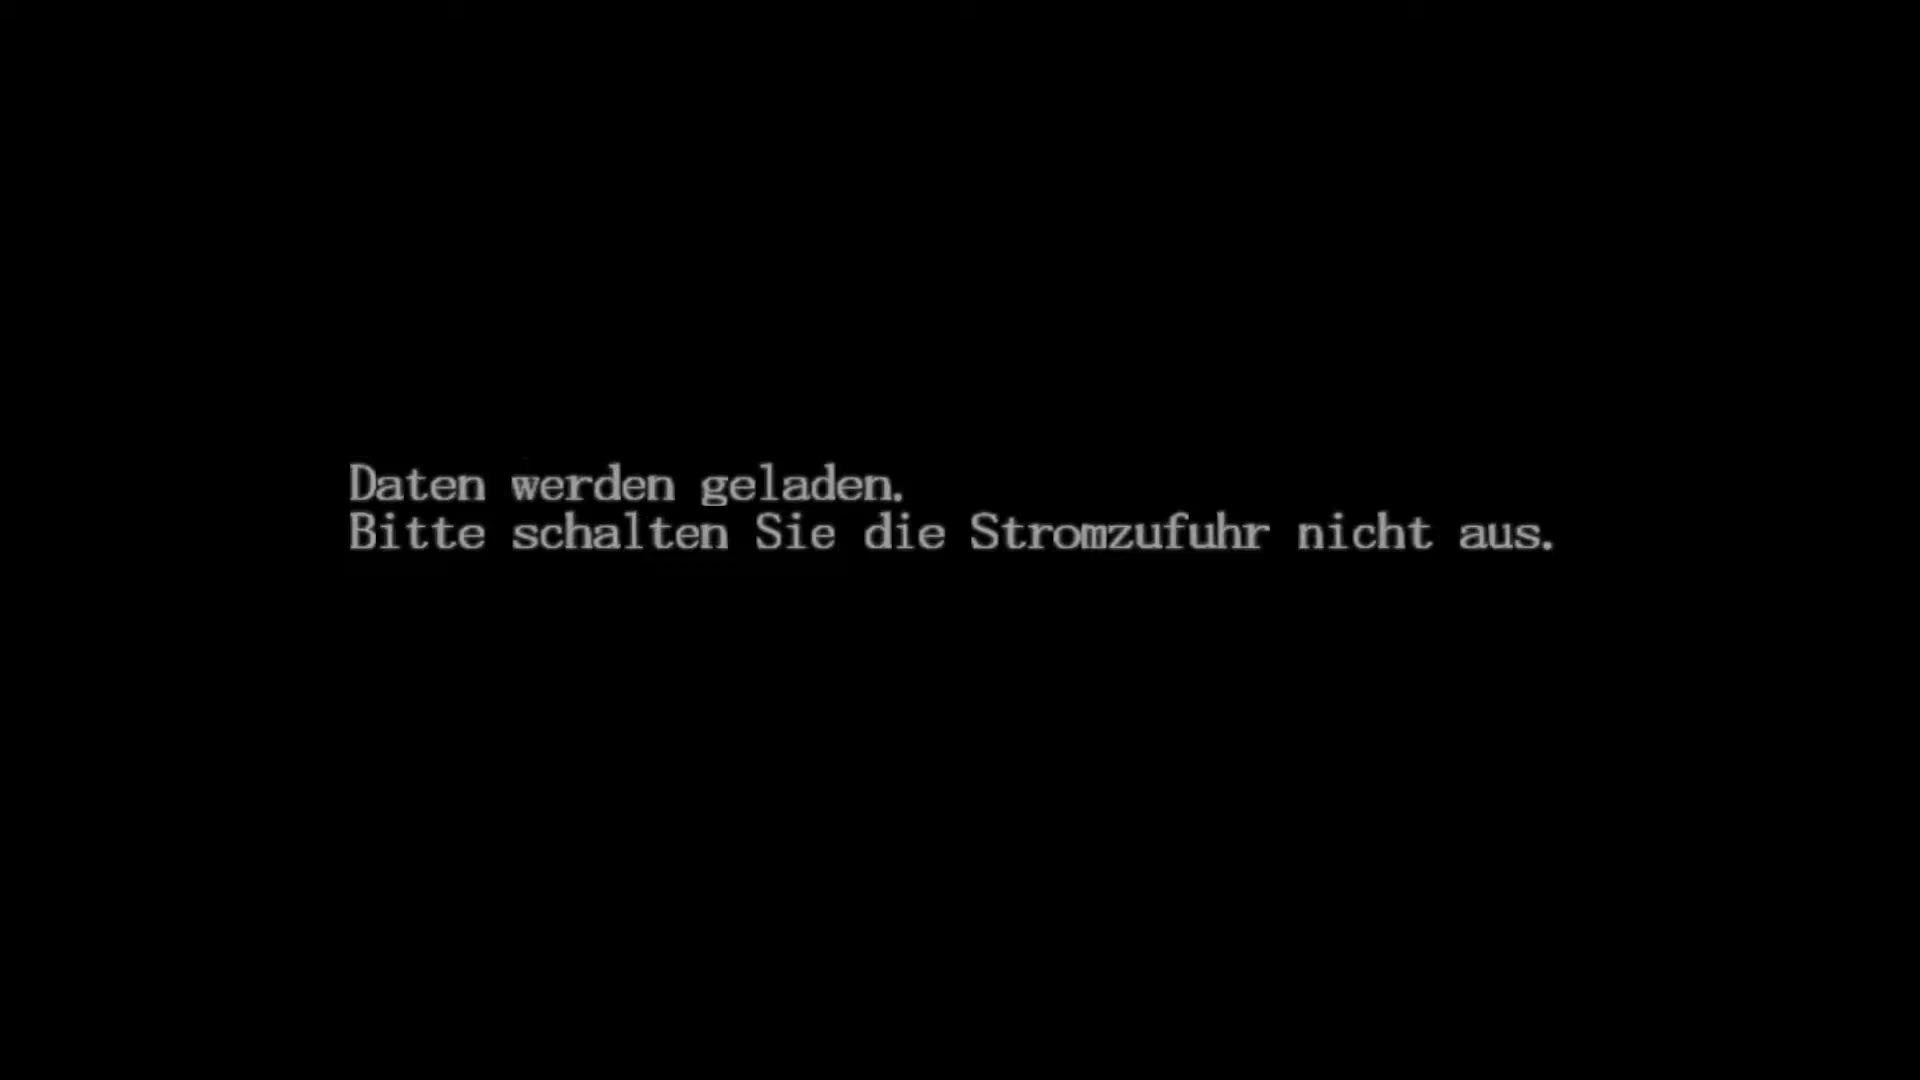 Daten werden geladen.
Bitte schalten Sie die Stromzufuhr nicht aus.